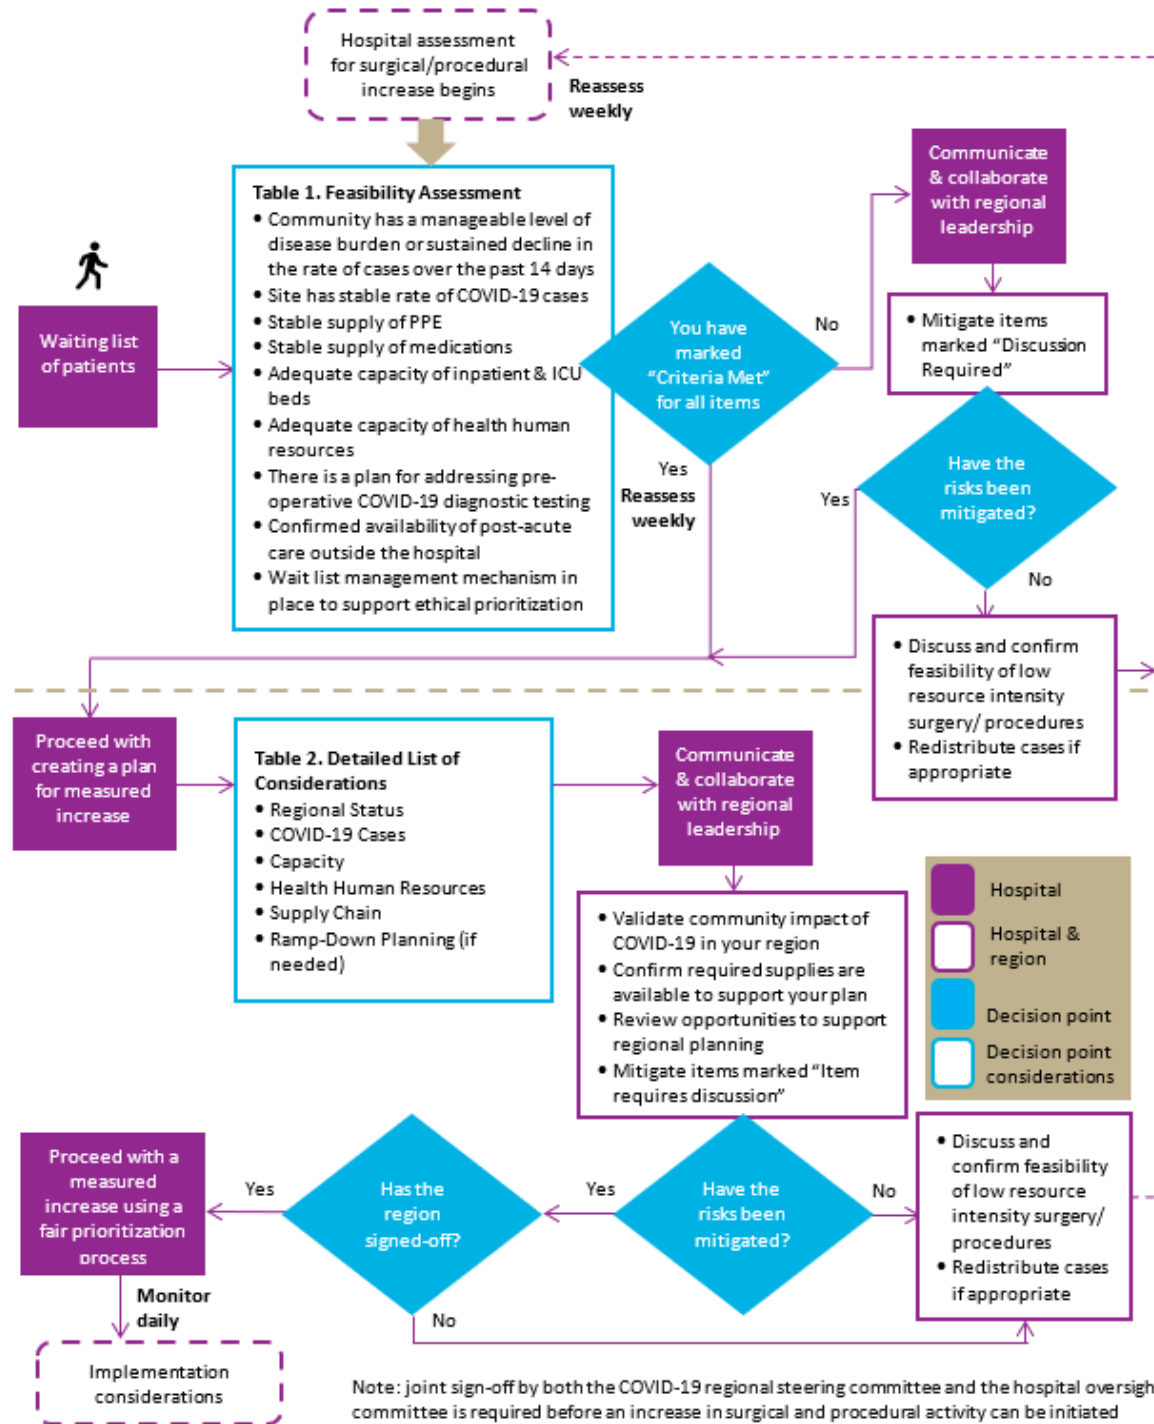 Hospital assessment
for surgical/procedural
increase begins
Reassess
weekly
Communicate
& collaborate
with regional
leadership
Table 1. Feasibility Assessment
• Community has a manageable level of
disease burden or sustained decline in
the rate of cases over the past 14 days
• Site has stable rate of COVID-19 cases
• Stable supply of PPE
• Stable supply of medications
• Adequate capacity of inpatient & ICU
beds
• Adequate capacity of health human
resources
• There is a plan for addressing pre-
operative COVID-19 diagnostic testing
• Confirmed availability of post-acute
care outside the hospital
• Wait list management mechanism in
place to support ethical prioritization
Waiting list
of patients
You have
marked
"Criteria Met"
for all items
No
• Mitigate items
marked "Discussion
Required"
Yes
Reassess
weekly
Yes
Have the
risks been
mitigated?
No
• Discuss and confirm
feasibility of low
resource intensity
surgery/ procedures
• Redistribute cases if
appropriate
Proceed with
creating a plan
for measured
increase
Table 2. Detailed List of
Considerations
• Regional Status
• COVID-19 Cases
• Capacity
• Health Human Resources
• Supply Chain
• Ramp-Down Planning (if
needed)
Communicate
& collaborate
with regional
leadership
• Validate community impact of
COVID-19 in your region
• Confirm required supplies are
available to support your plan
• Review opportunities to support
regional planning
• Mitigate items marked "Item
requires discussion"
Hospital
Hospital &
region
Decision point
Decision point
considerations
Proceed with a
measured
increase using a
fair prioritization
process
Yes
Has the
region
signed-off?
Yes
Have the
risks been
mitigated?
No
• Discuss and
confirm feasibility
of low resource
intensity surgery/
procedures
• Redistribute cases
if appropriate
Monitor
daily
No
Implementation
considerations
Note: joint sign-off by both the COVID-19 regional steering committee and the hospital oversigh
committee is required before an increase in surgical and procedural activity can be initiated